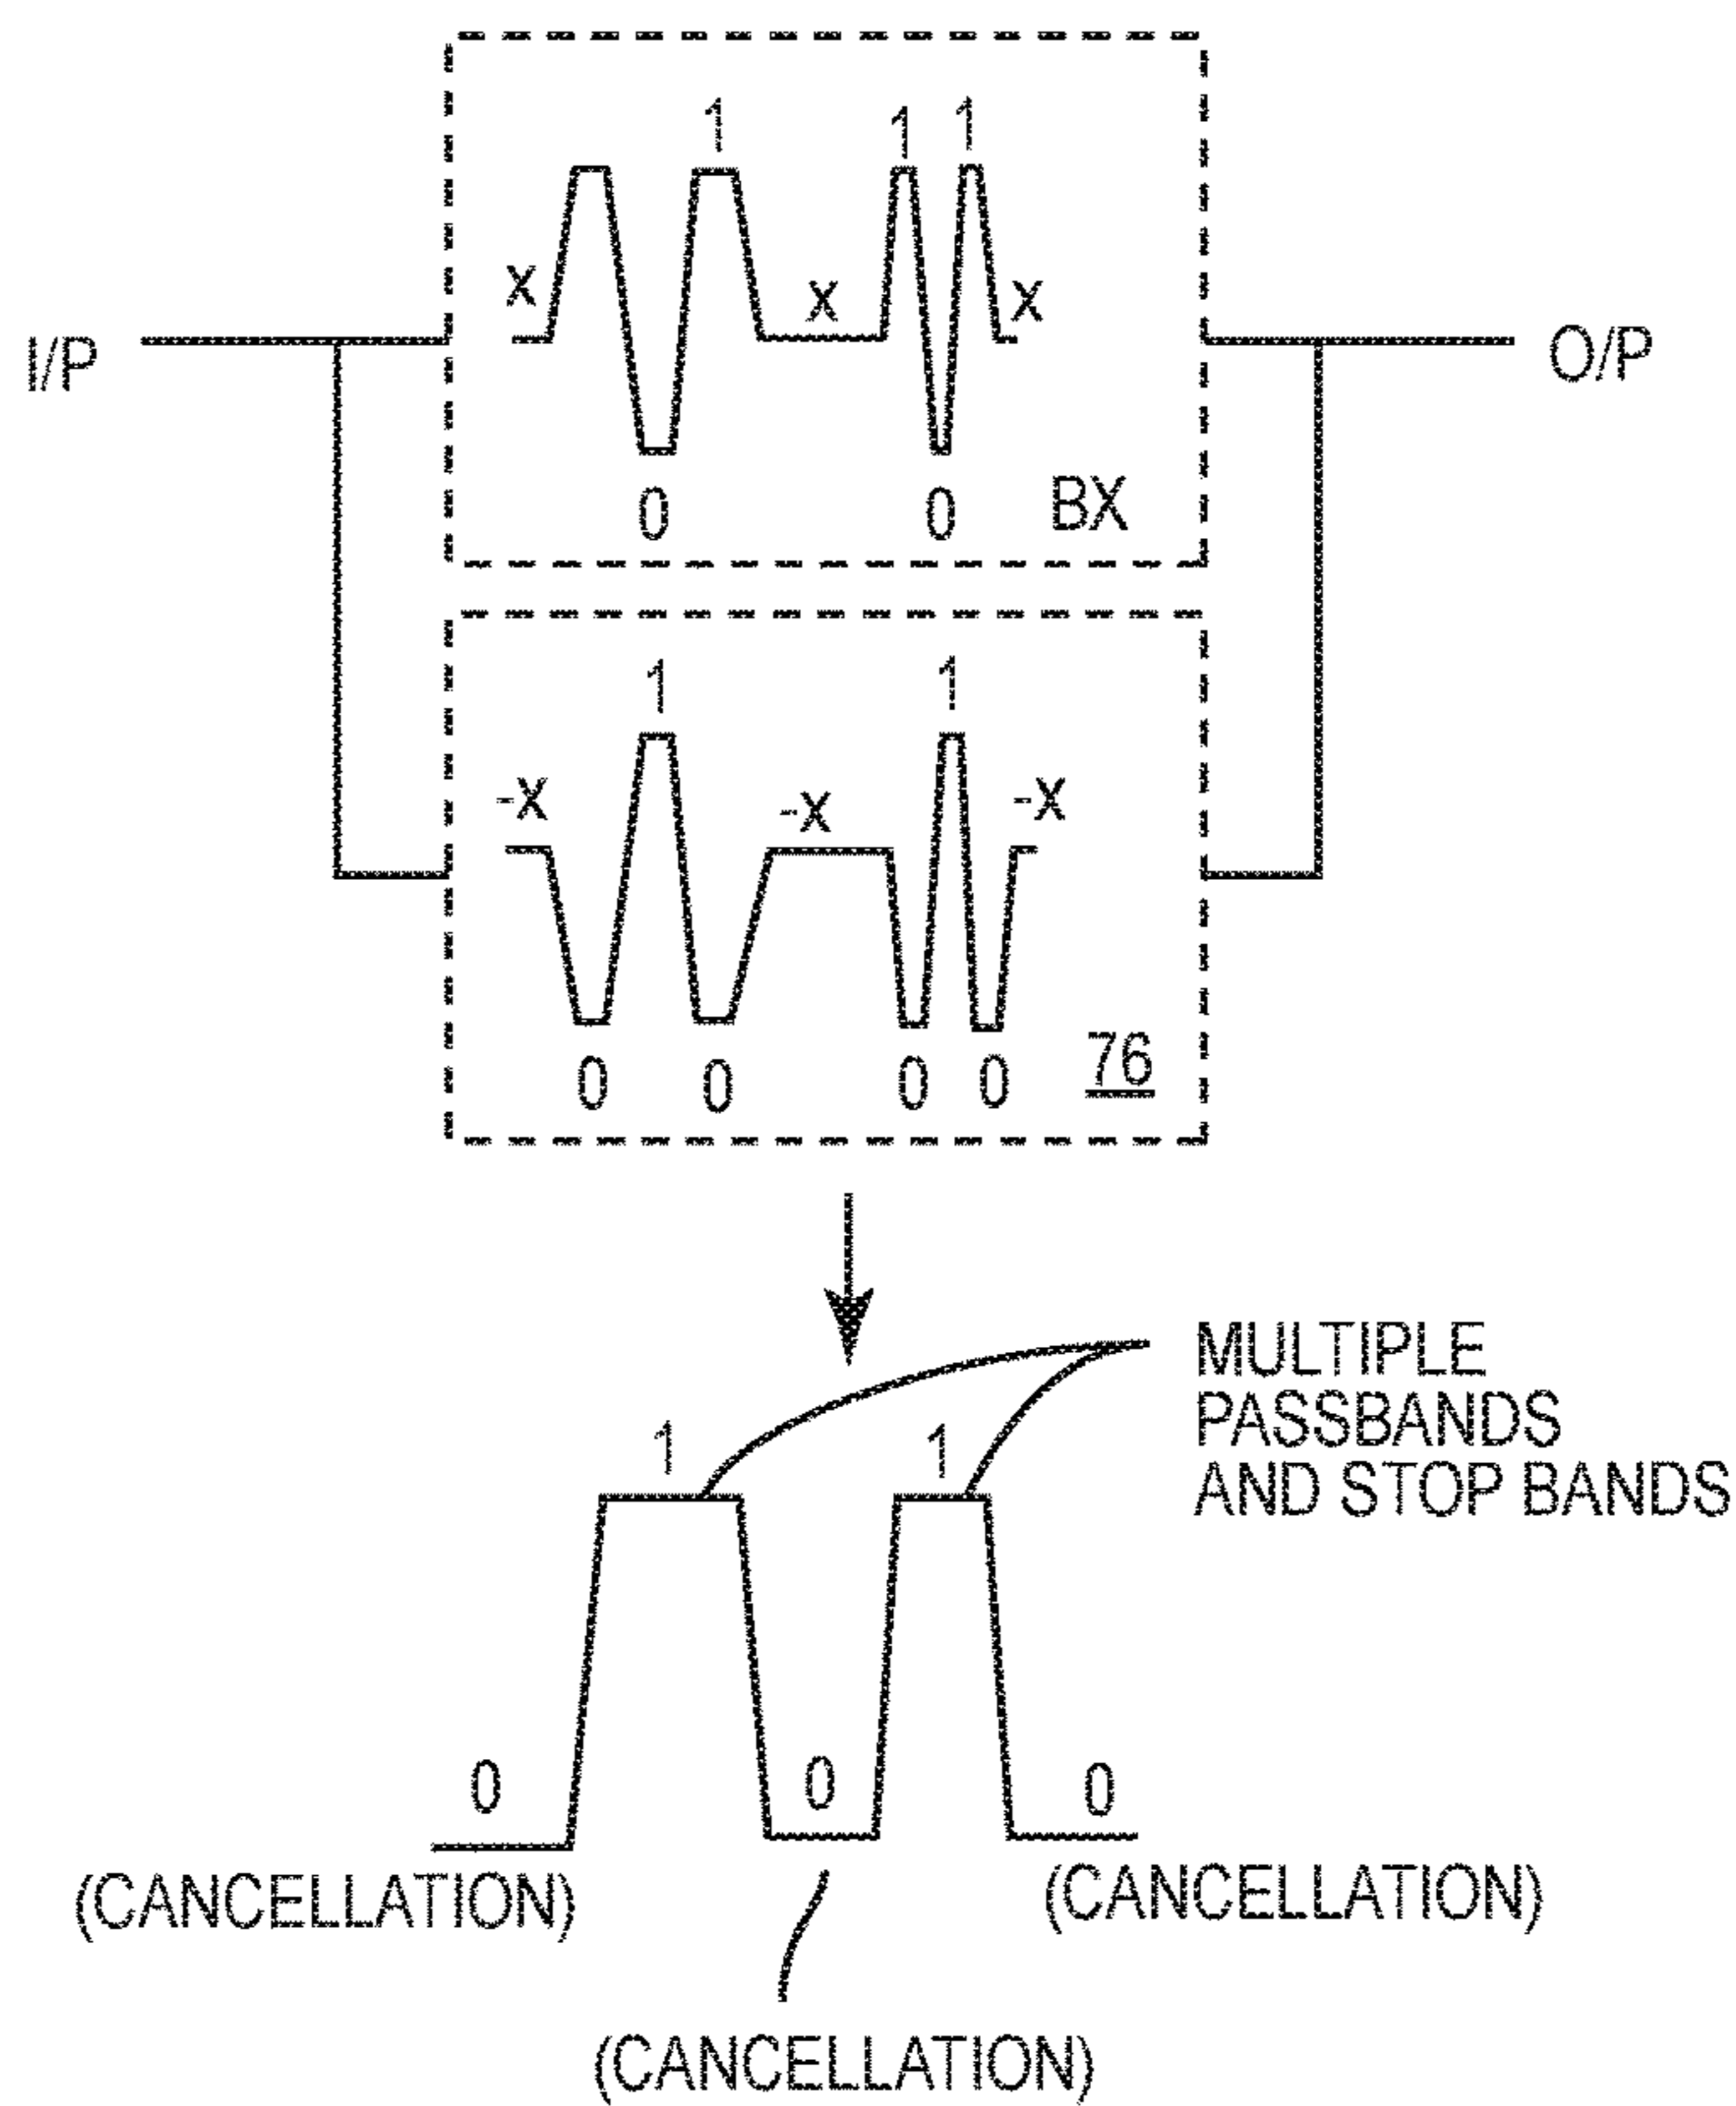 1 1 1
x x x
I/P O/P
0 0 BX
1 1
-x -x -x
0 0 0 0 76
MULTIPLE
PASSBANDS
AND STOP BANDS
1 1
0 0 0
(CANCELLATION) (CANCELLATION)
(CANCELLATION)